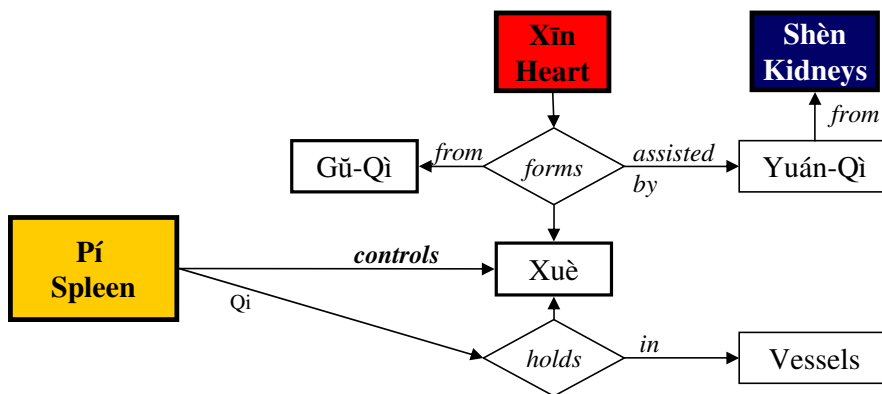 Xīn
Heart
Shèn
Kidneys
from
Gŭ-Qì
from
forms
assisted
by
Yuán-Qì
Pí
Spleen
controls
Xuè
Qi
holds
in
Vessels